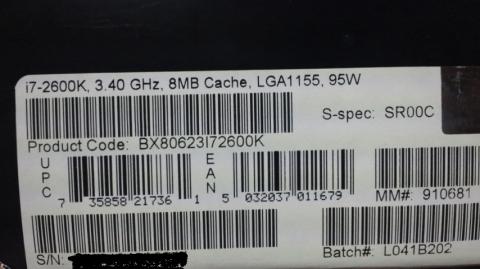 i7-2600K, 3.40 GHz, 8MB Cache, LGA1155, 95W
S-spec: SR00C
Product Code: BX80623I72600K
UPC
7 35858 21736 1
EAN
5 032037 011679
MM#: 910681
S/N:
Batch#: L041B202